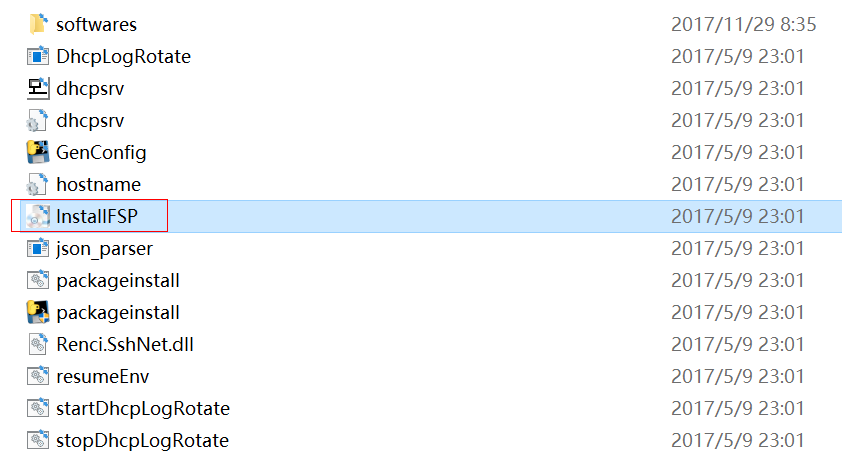 softwares 2017/11/29 8:35
DhcpLogRotate 2017/5/9 23:01
dhcpsrv 2017/5/9 23:01
dhcpsrv 2017/5/9 23:01
GenConfig 2017/5/9 23:01
hostname 2017/5/9 23:01
InstallFSP 2017/5/9 23:01
json_parser 2017/5/9 23:01
packageinstall 2017/5/9 23:01
packageinstall 2017/5/9 23:01
Renci.SshNet.dll 2017/5/9 23:01
resumeEnv 2017/5/9 23:01
startDhcpLogRotate 2017/5/9 23:01
stopDhcpLogRotate 2017/5/9 23:01